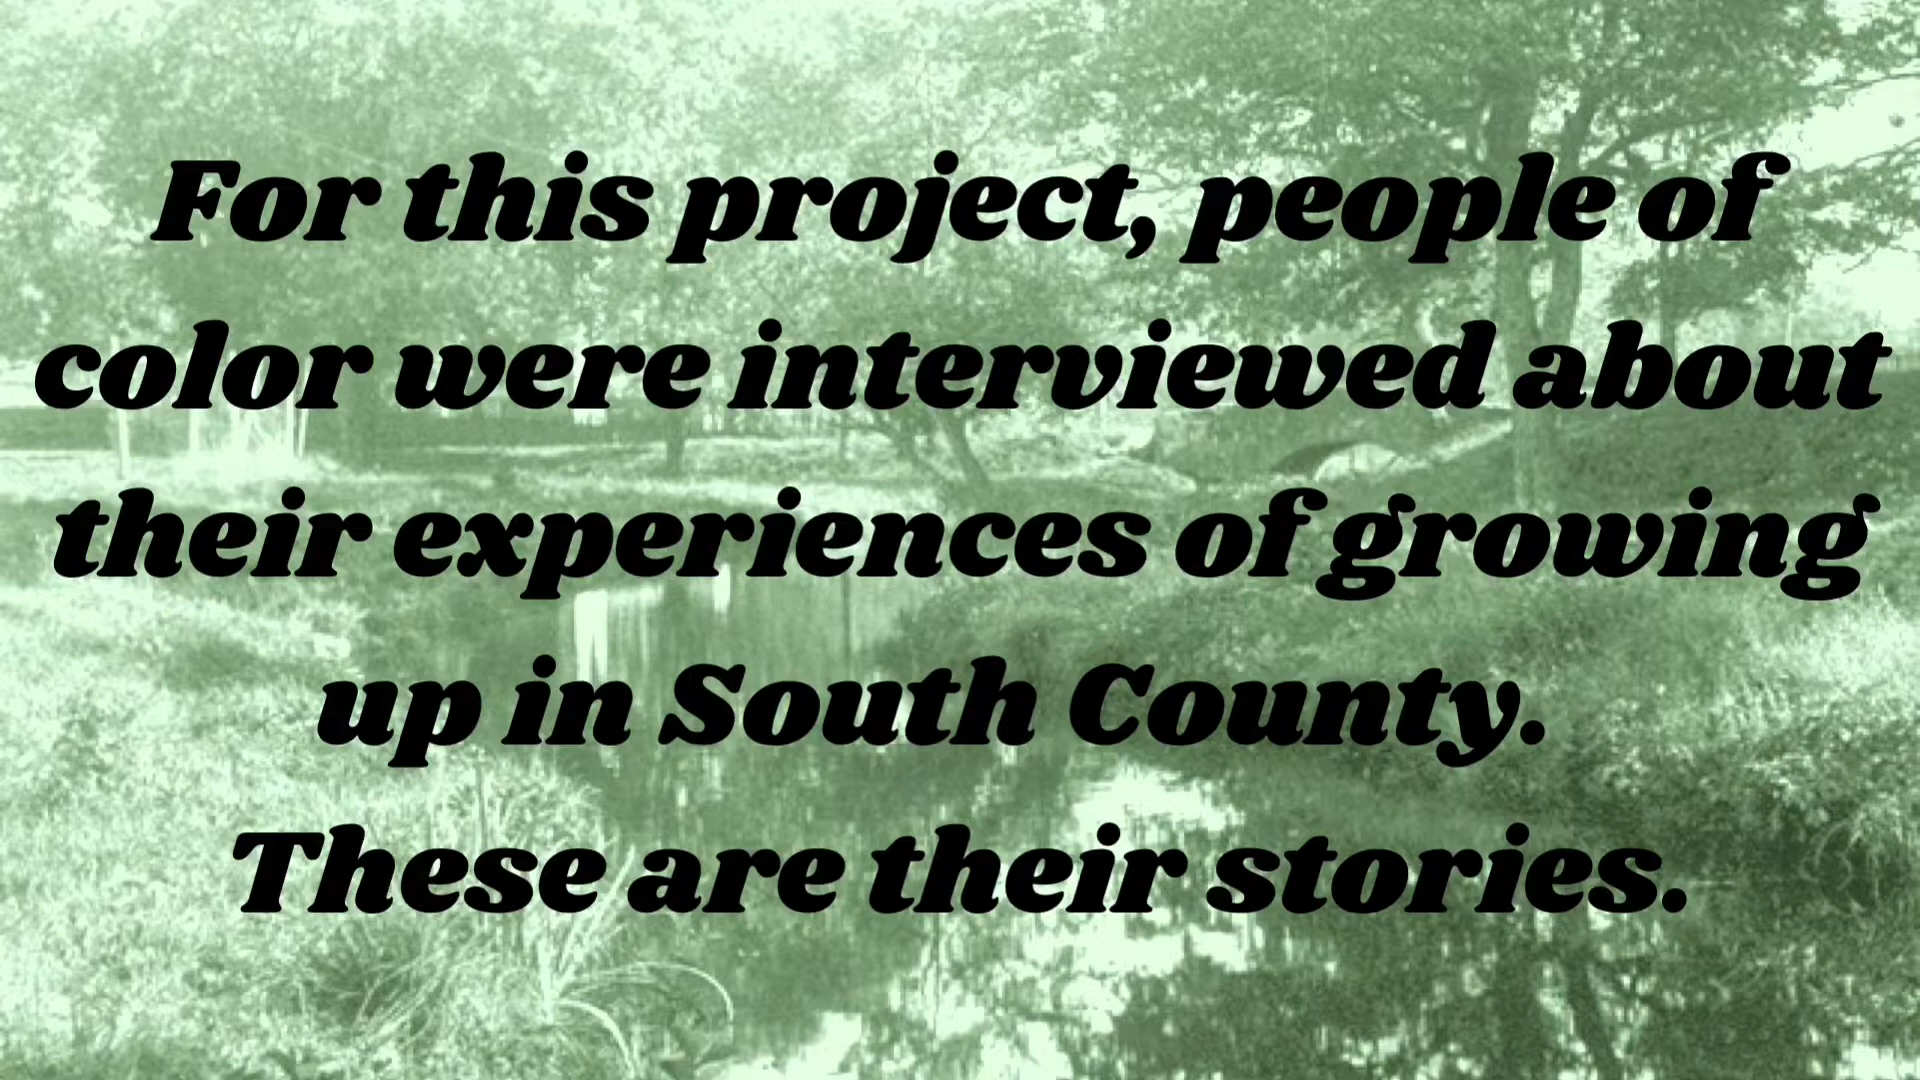 For this project, people of
color were interviewed about
their experiences of growing
up in South County.
These are their stories.